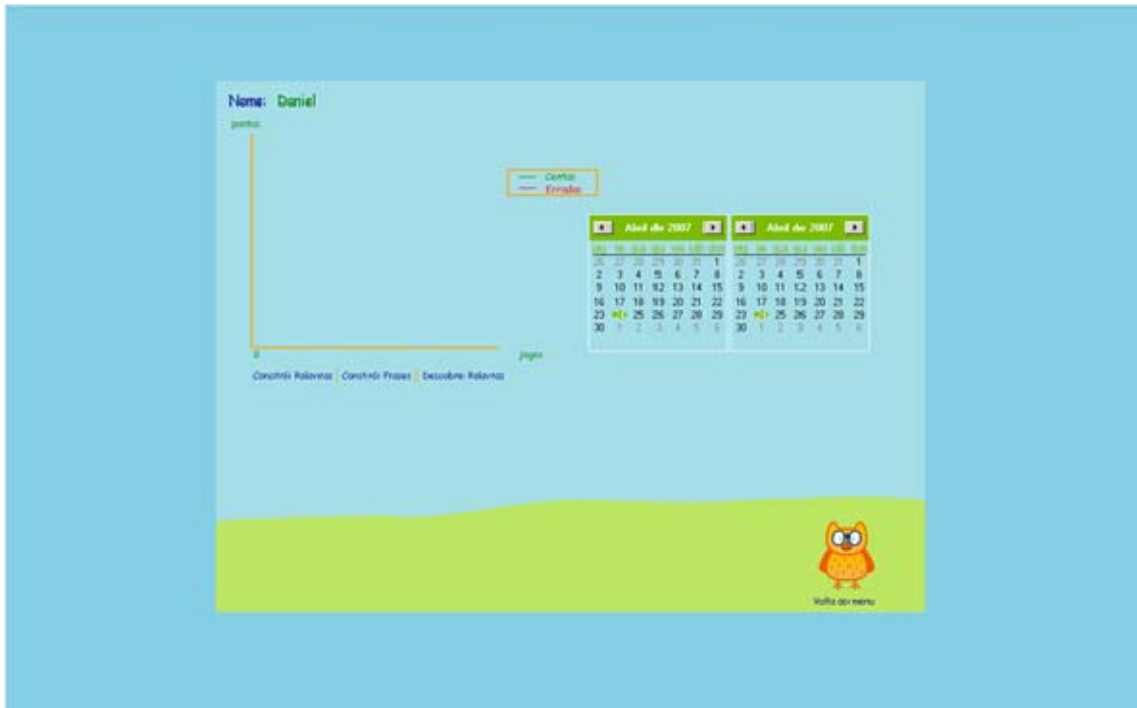 Nome: Daniel
pontos
Certas
Erradas
Abril de 2007
26 27 28 29 30 31 1
2 3 4 5 6 7 8
9 10 11 12 13 14 15
16 17 18 19 20 21 22
23 25 26 27 28 29
30 1 2 3 4 5 6
Abril de 2007
26 27 28 29 30 31 1
2 3 4 5 6 7 8
9 10 11 12 13 14 15
16 17 18 19 20 21 22
23 25 26 27 28 29
30 1 2 3 4 5 6
0
jogos
Constrói Palavras | Constrói Frases | Descobre Palavras
Volta ao menu